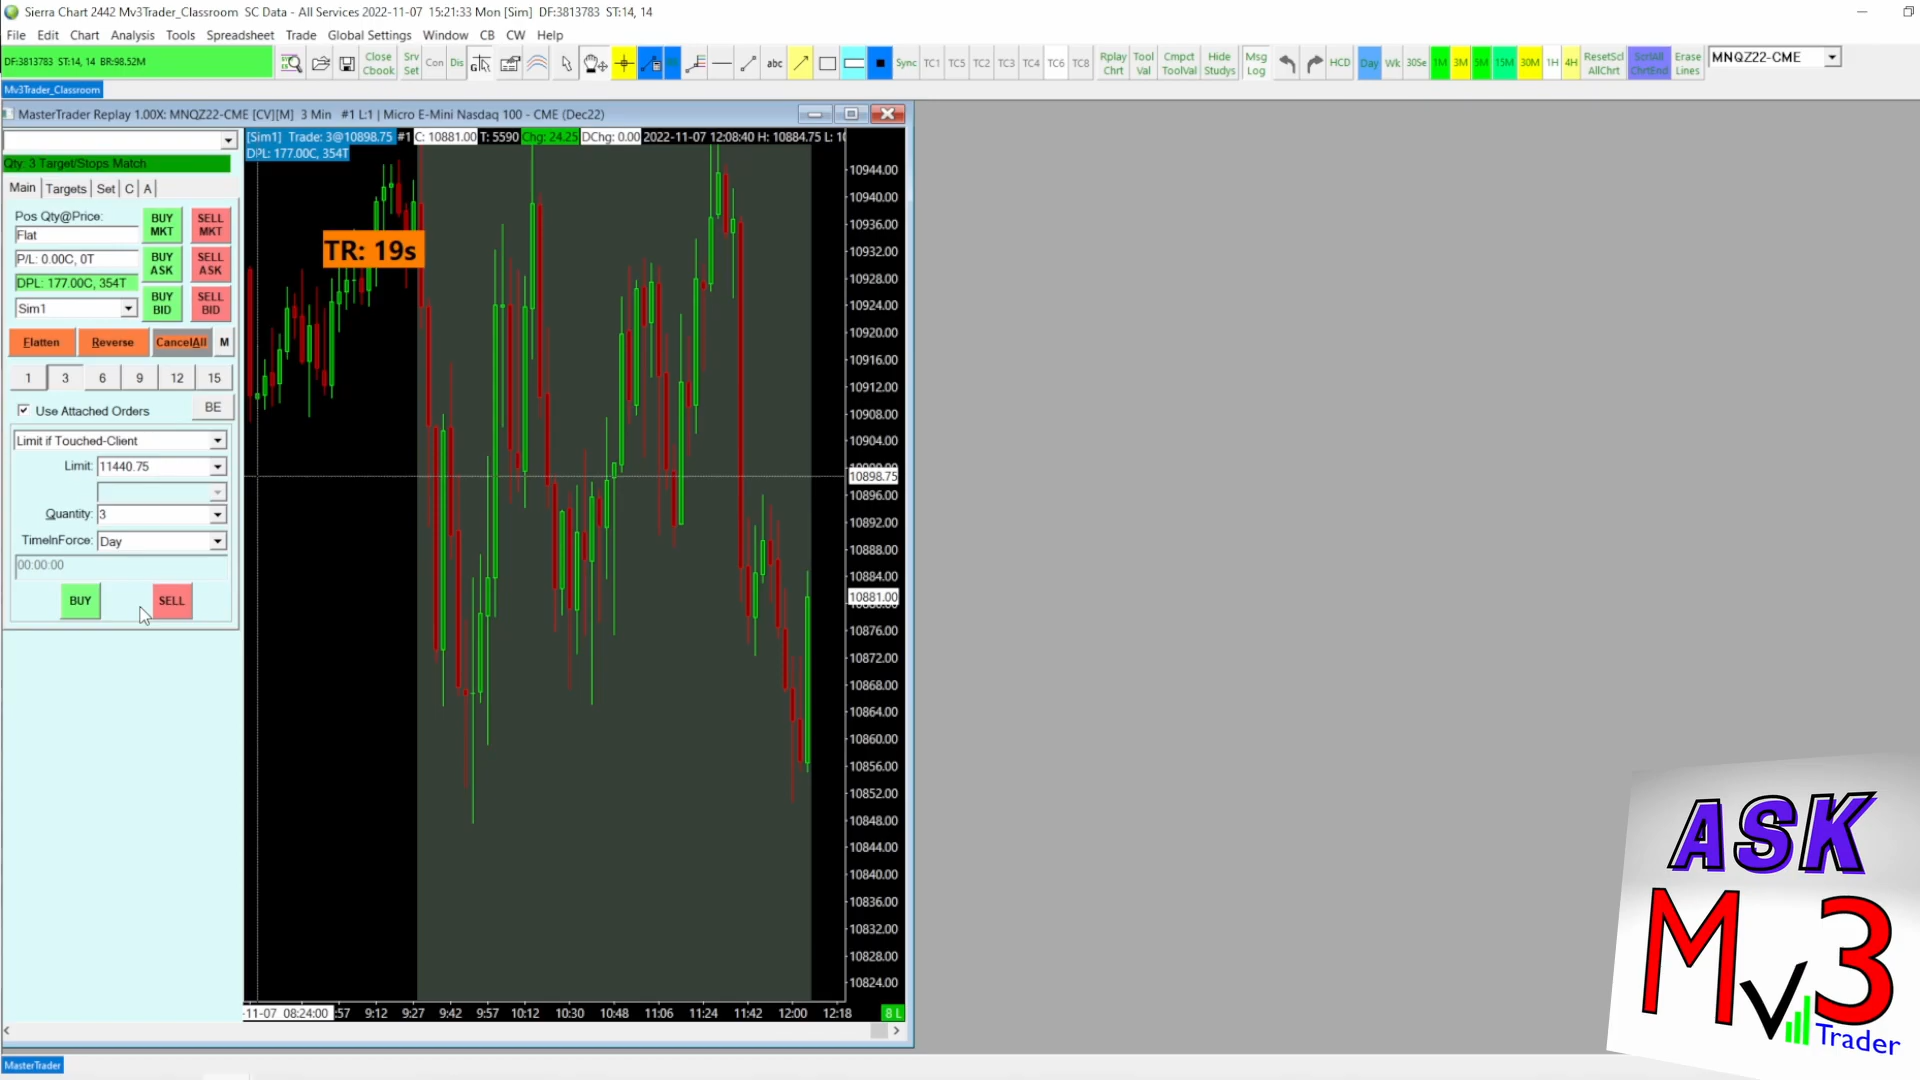 Sierra Chart 2442 Mv3Trader_Classroom SC Data - All Services 2022-11-07 15:21:33 Mon [Sim] DF:3813783 ST:14, 14
File Edit Chart Analysis Tools Spreadsheet Trade Global Settings Window CB CW Help
DF:3813783 ST:14, 14 BR:98.52M
Close Cbook
Srv Set
Con Dis
abc
Sync TC1 TC5 TC2 TC3 TC4 TC6 TC8
Rplay Chrt
Tool Val
Cmpct ToolVal
Hide Studys
Msg Log
HCD Day Wk 30Se 1M 3M 5M 15M 30M 1H 4H
ResetScl AllChrt
ScrlAll ChrtEnd
Erase Lines
MNQZ22-CME
Mv3Trader_Classroom
MasterTrader Replay 1.00X: MNQZ22-CME [CV][M] 3 Min #1 L:1 | Micro E-Mini Nasdaq 100 - CME (Dec22)
[Sim1] Trade: 3@10898.75 #1 C: 10881.00 T: 5590 Chg: 24.25 DChg: 0.00 2022-11-07 12:08:40 H: 10884.75 L: 10
DPL: 177.00C, 354T
Qty: 3 Target/Stops Match
Main Targets Set C A
Pos Qty@Price:
Flat
BUY MKT
SELL MKT
P/L: 0.00C, 0T
BUY ASK
SELL ASK
DPL: 177.00C, 354T
Sim1
BUY BID
SELL BID
Flatten Reverse CancelAll M
1 3 6 9 12 15
Use Attached Orders BE
Limit if Touched-Client
Limit: 11440.75
Quantity: 3
TimeInForce: Day
00:00:00
BUY SELL
TR: 19s
10944.00
10940.00
10936.00
10932.00
10928.00
10924.00
10920.00
10916.00
10912.00
10908.00
10904.00
10898.75
10896.00
10892.00
10888.00
10884.00
10881.00
10876.00
10872.00
10868.00
10864.00
10860.00
10856.00
10852.00
10848.00
10844.00
10840.00
10836.00
10832.00
10828.00
10824.00
-11-07 08:24:00 :57 9:12 9:27 9:42 9:57 10:12 10:30 10:48 11:06 11:24 11:42 12:00 12:18 8 L
MasterTrader
ASK
Mv3
Trader